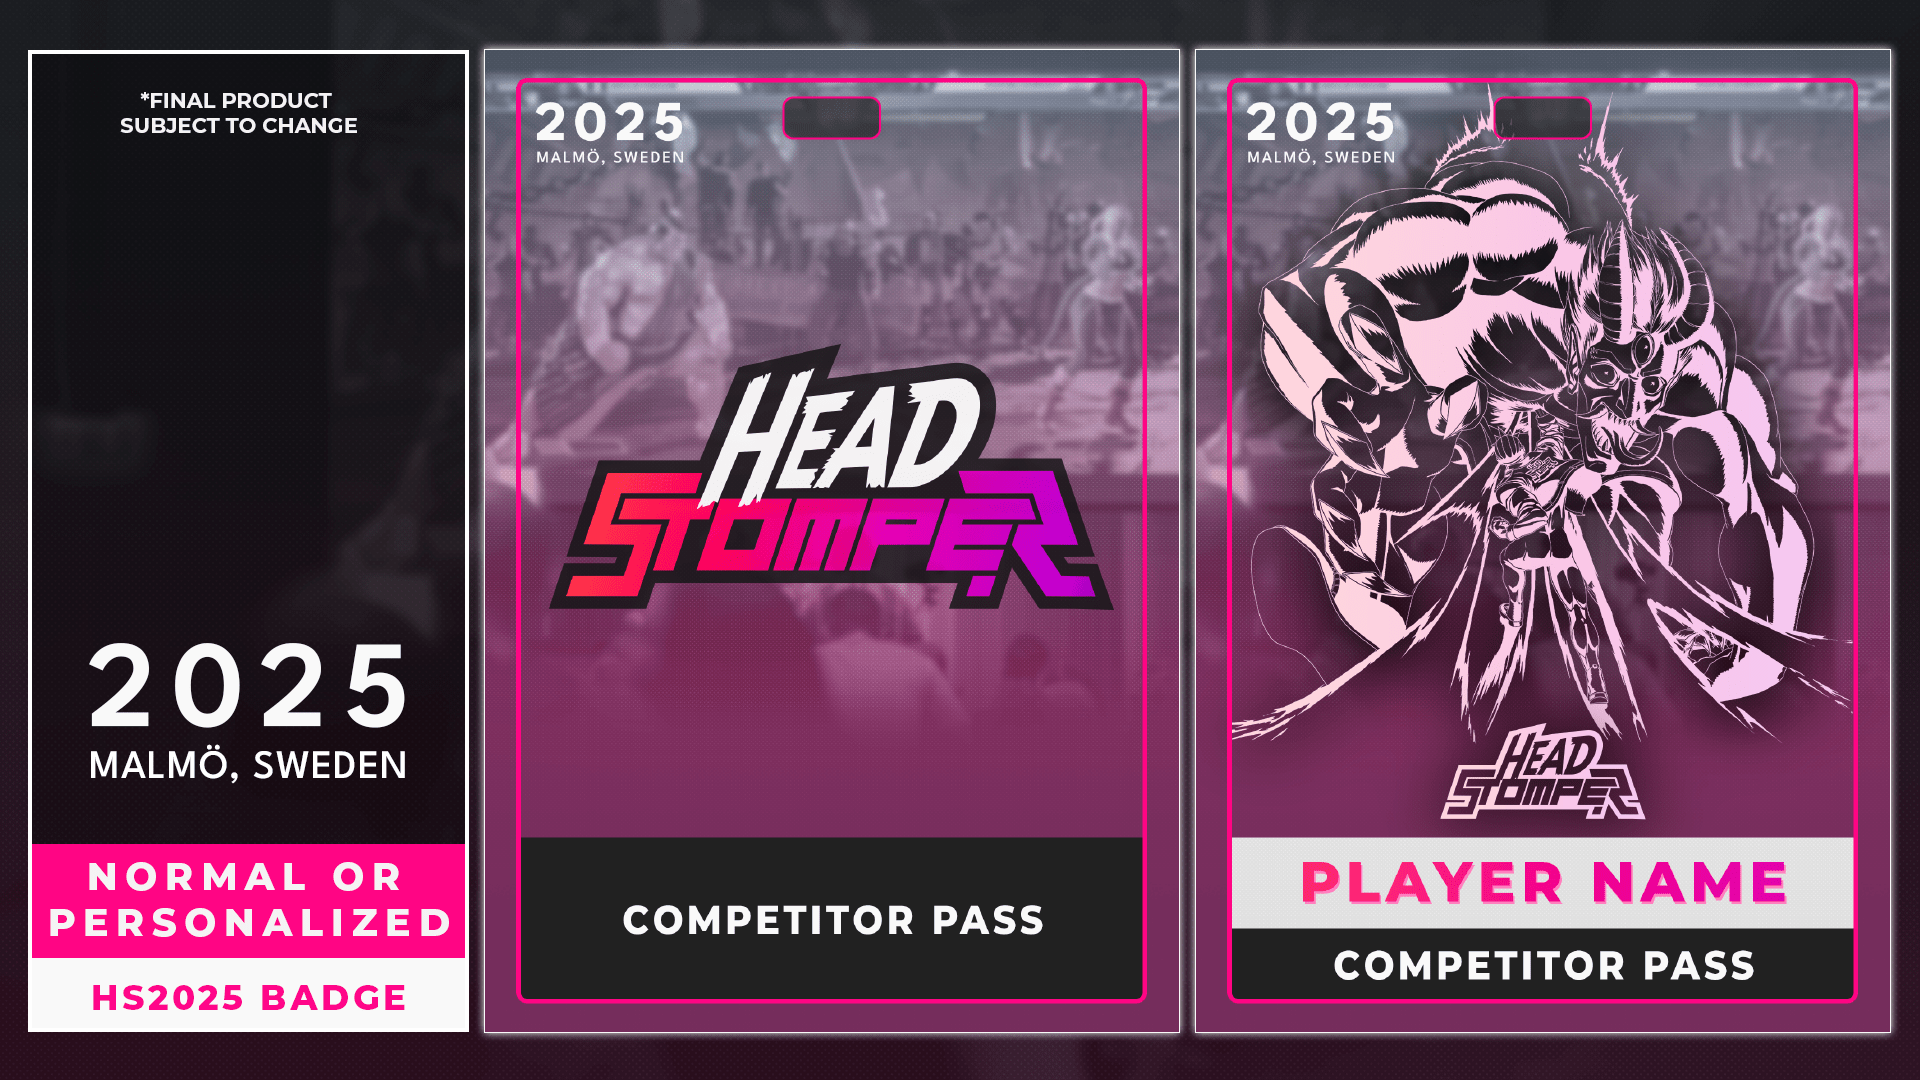 *FINAL PRODUCT
SUBJECT TO CHANGE
2025
MALMÖ, SWEDEN
NORMAL OR
PERSONALIZED
HS2025 BADGE
2025
MALMÖ, SWEDEN
HEAD
STOMPER
COMPETITOR PASS
2025
MALMÖ, SWEDEN
HEAD
STOMPER
PLAYER NAME
COMPETITOR PASS